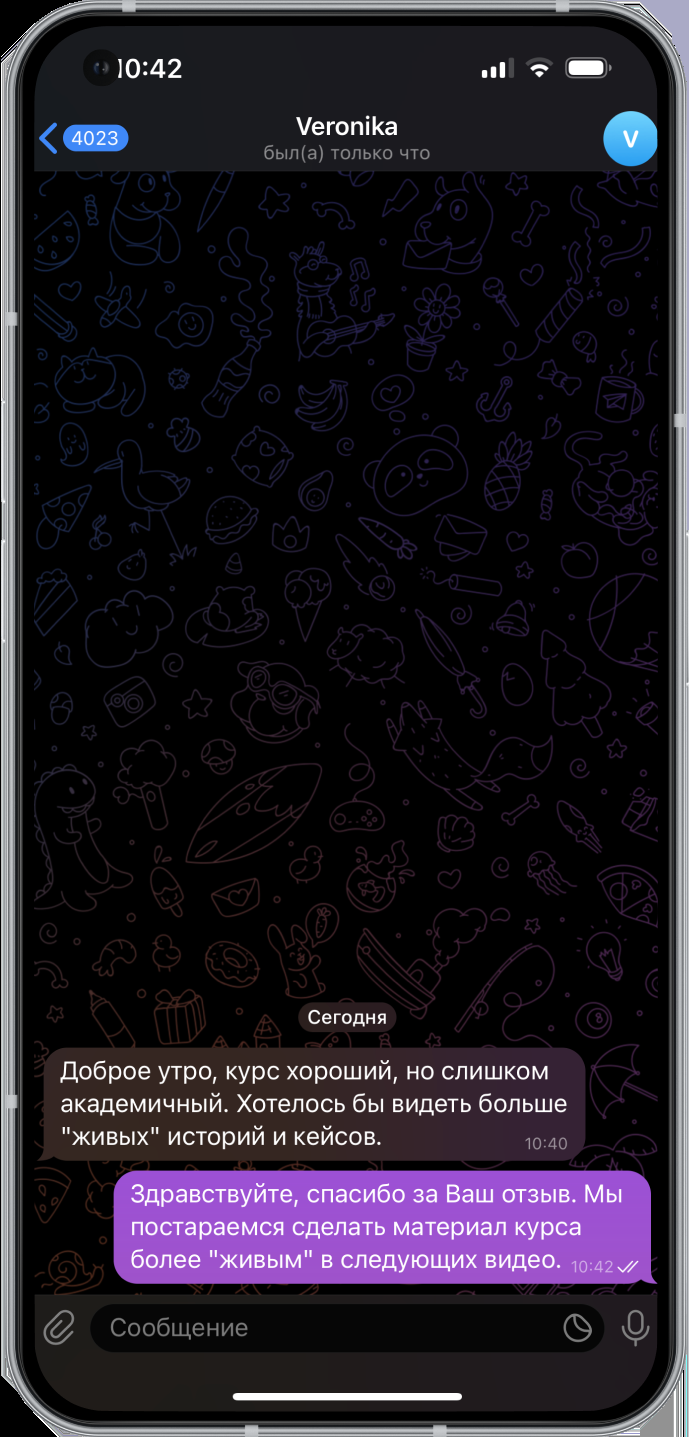 10:42
4023
Veronika
был(а) только что
V
Сегодня
Доброе утро, курс хороший, но слишком
академичный. Хотелось бы видеть больше
"живых" историй и кейсов.
10:40
Здравствуйте, спасибо за Ваш отзыв. Мы
постараемся сделать материал курса
более "живым" в следующих видео.
10:42
Сообщение